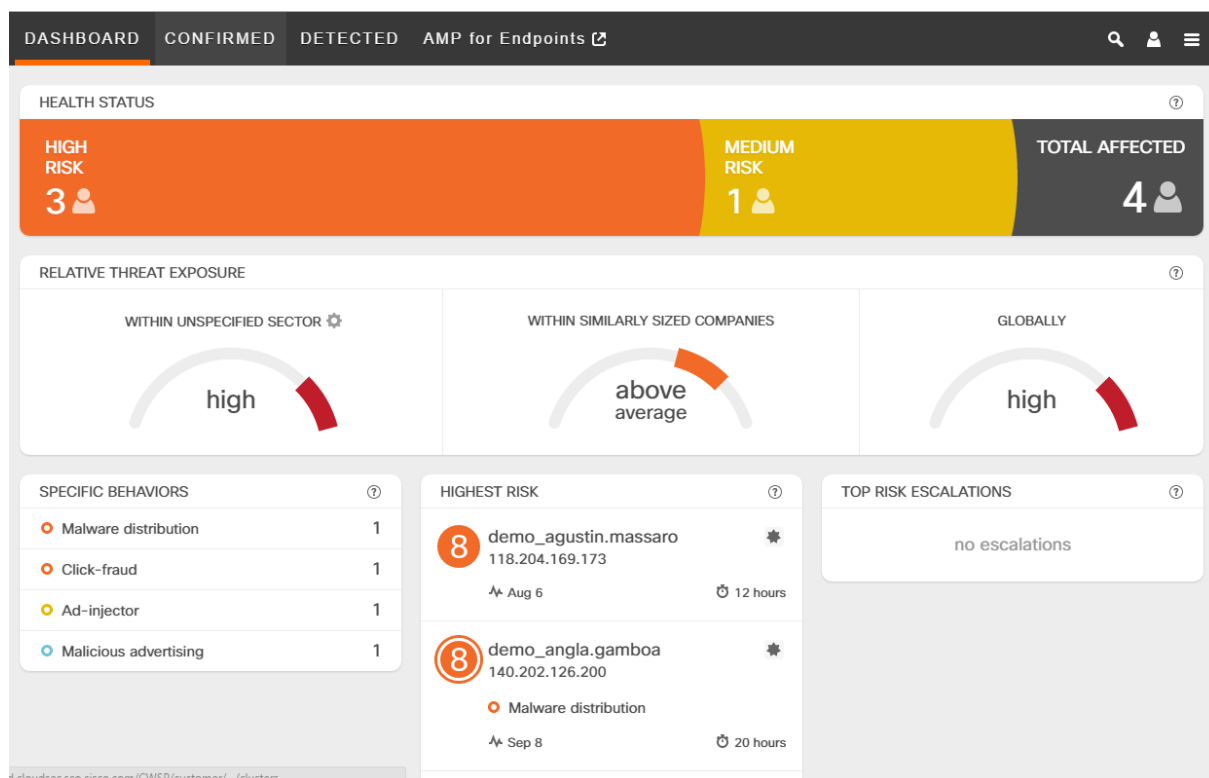 DASHBOARD CONFIRMED DETECTED AMP for Endpoints
HEALTH STATUS
HIGH
RISK
3
MEDIUM
RISK
1
TOTAL AFFECTED
4
RELATIVE THREAT EXPOSURE
WITHIN UNSPECIFIED SECTOR
high
WITHIN SIMILARLY SIZED COMPANIES
above
average
GLOBALLY
high
SPECIFIC BEHAVIORS
Malware distribution 1
Click-fraud 1
Ad-injector 1
Malicious advertising 1
HIGHEST RISK
8
demo_agustin.massaro
118.204.169.173
Aug 6 12 hours
8
demo_angla.gamboa
140.202.126.200
Malware distribution
Sep 8 20 hours
TOP RISK ESCALATIONS
no escalations